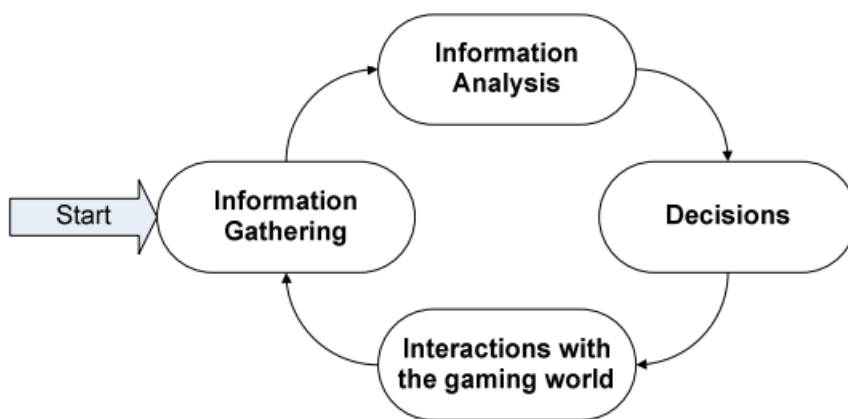 Start
Information
Gathering
Information
Analysis
Decisions
Interactions with
the gaming world